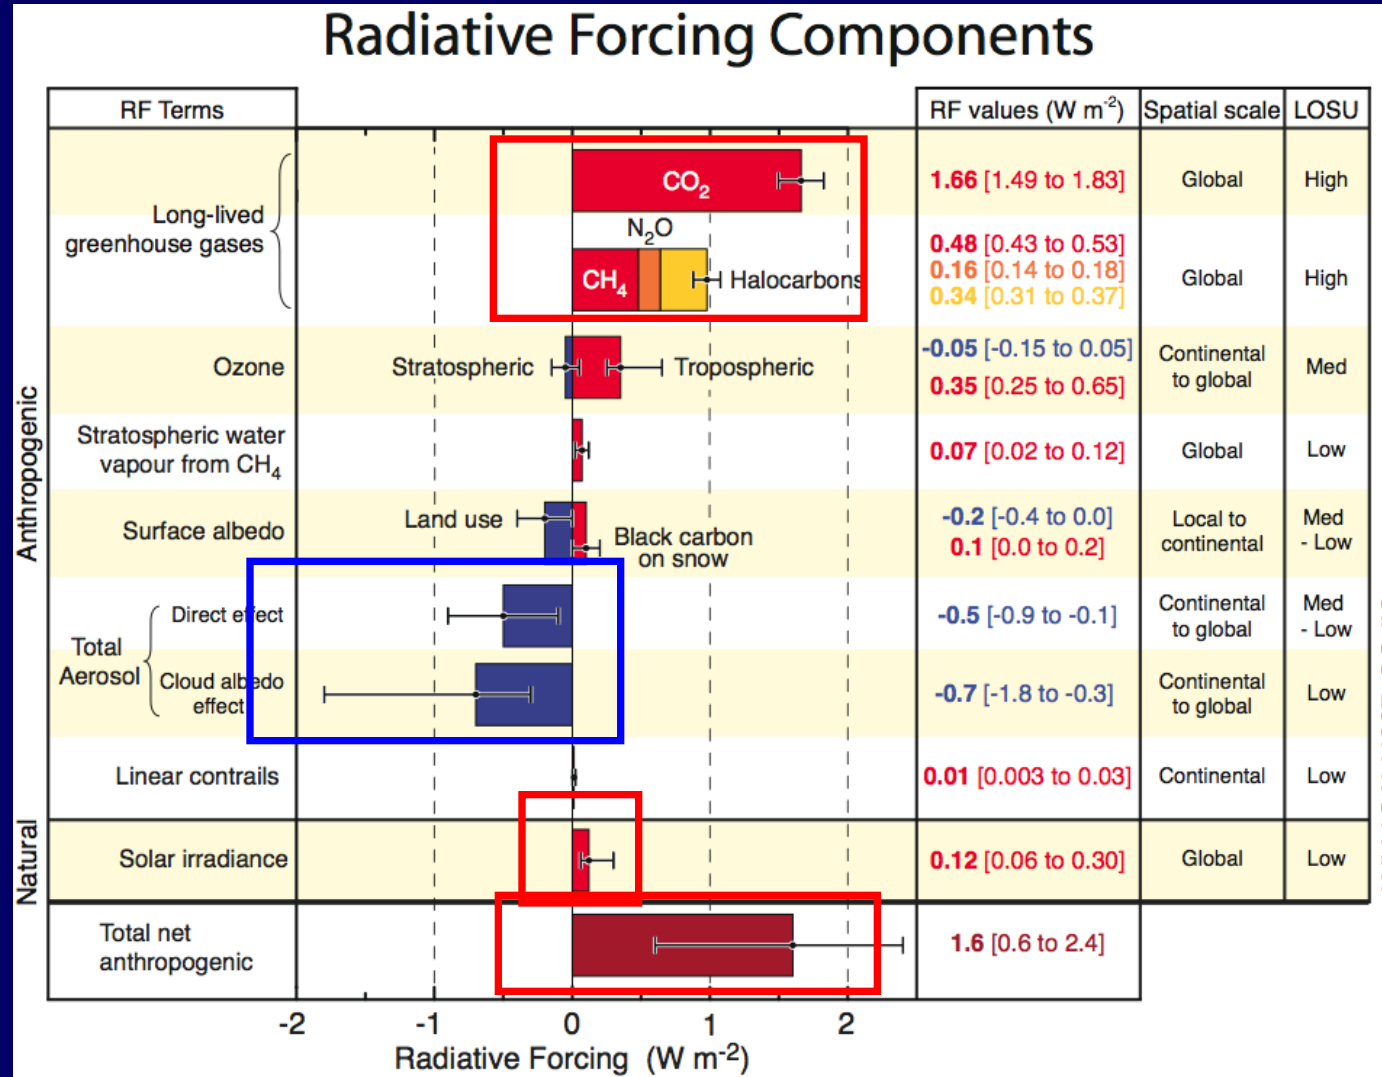 Radiative Forcing Components
RF Terms
RF values (W m-2)
Spatial scale
LOSU
Anthropogenic
Long-lived
greenhouse gases
CO2
1.66 [1.49 to 1.83]
Global
High
N2O
CH4
Halocarbons
0.48 [0.43 to 0.53]
0.16 [0.14 to 0.18]
0.34 [0.31 to 0.37]
Global
High
Ozone
Stratospheric
Tropospheric
-0.05 [-0.15 to 0.05]
0.35 [0.25 to 0.65]
Continental
to global
Med
Stratospheric water
vapour from CH4
0.07 [0.02 to 0.12]
Global
Low
Surface albedo
Land use
Black carbon
on snow
-0.2 [-0.4 to 0.0]
0.1 [0.0 to 0.2]
Local to
continental
Med
- Low
Total
Aerosol
Direct effect
-0.5 [-0.9 to -0.1]
Continental
to global
Med
- Low
Cloud albedo
effect
-0.7 [-1.8 to -0.3]
Continental
to global
Low
Linear contrails
0.01 [0.003 to 0.03]
Continental
Low
Natural
Solar irradiance
0.12 [0.06 to 0.30]
Global
Low
Total net
anthropogenic
1.6 [0.6 to 2.4]
-2 -1 0 1 2
Radiative Forcing (W m-2)